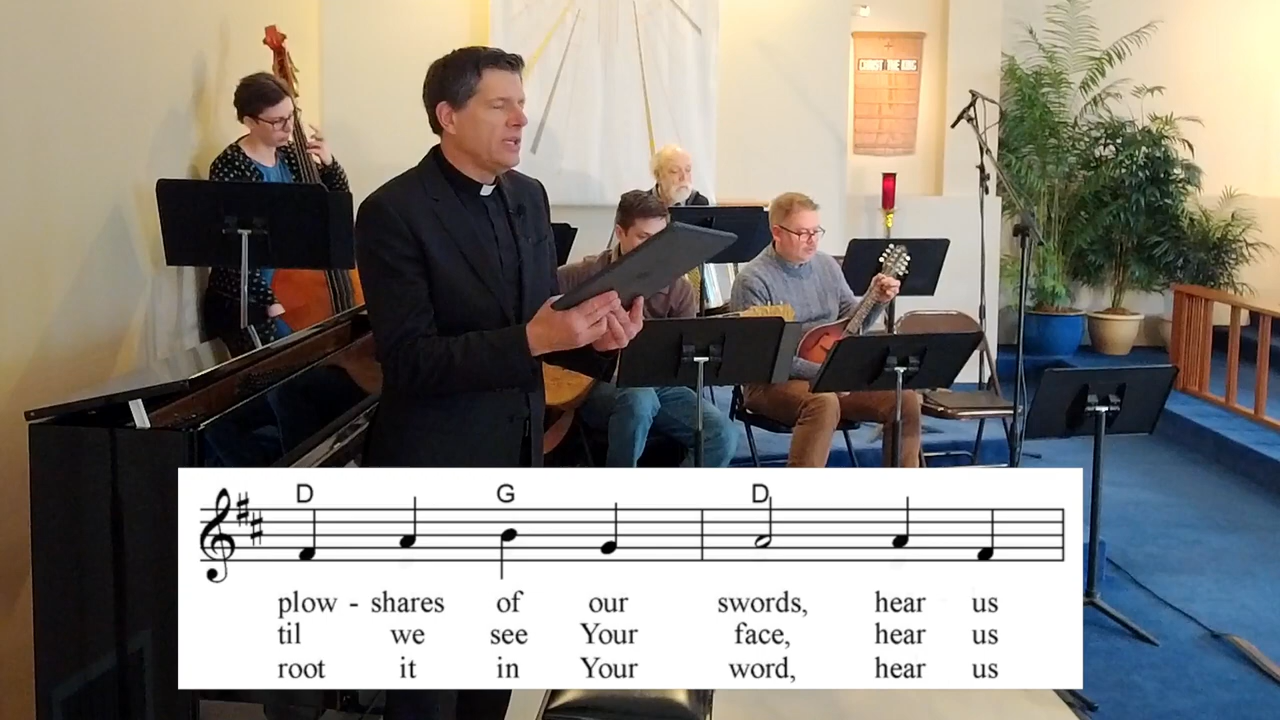 CHRIST THE KING
D G D
plow - shares of our swords, hear us
til we see Your face, hear us
root it in Your word, hear us